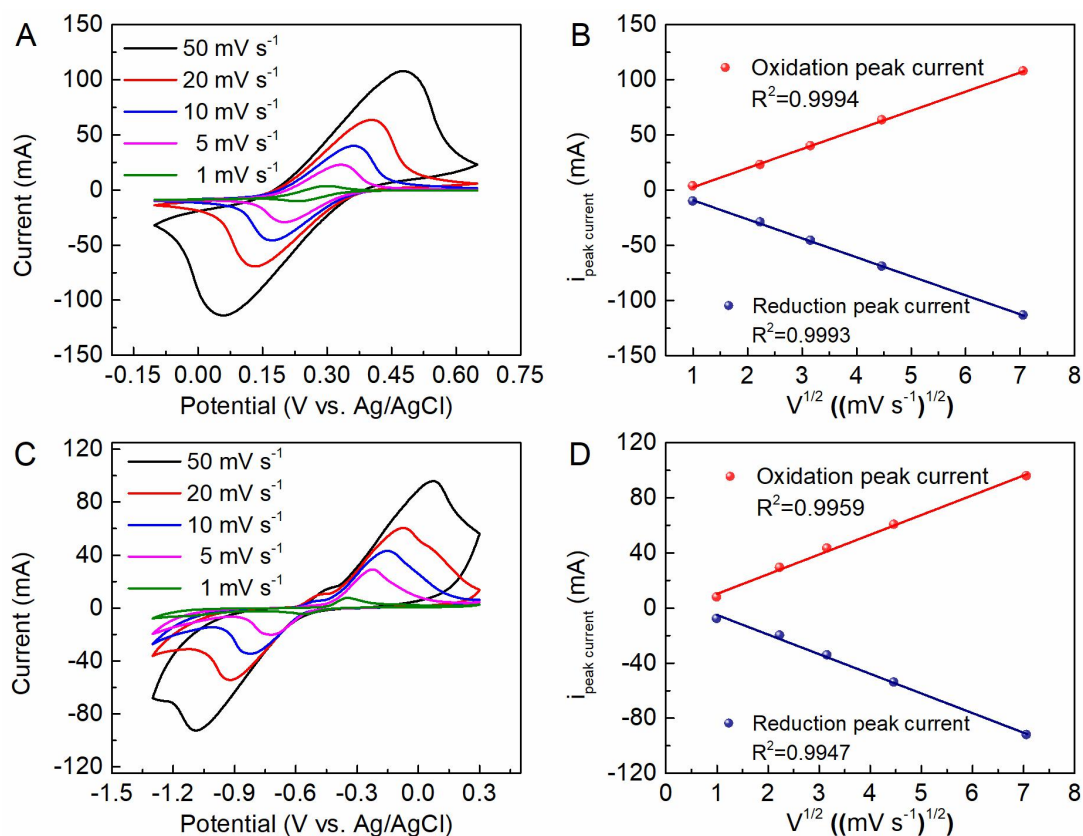 A
50 mV s⁻¹
20 mV s⁻¹
10 mV s⁻¹
5 mV s⁻¹
1 mV s⁻¹
150
100
50
0
-50
-100
-150
Current (mA)
-0.15 0.00 0.15 0.30 0.45 0.60 0.75
Potential (V vs. Ag/AgCl)
B
Oxidation peak current
R²=0.9994
Reduction peak current
R²=0.9993
150
100
50
0
-50
-100
-150
i peak current (mA)
0 1 2 3 4 5 6 7 8
V¹/² ((mV s⁻¹)¹/²)
C
50 mV s⁻¹
20 mV s⁻¹
10 mV s⁻¹
5 mV s⁻¹
1 mV s⁻¹
120
80
40
0
-40
-80
-120
Current (mA)
-1.5 -1.2 -0.9 -0.6 -0.3 0.0 0.3
Potential (V vs. Ag/AgCl)
D
Oxidation peak current
R²=0.9959
Reduction peak current
R²=0.9947
120
80
40
0
-40
-80
-120
i peak current (mA)
0 1 2 3 4 5 6 7 8
V¹/² ((mV s⁻¹)¹/²)